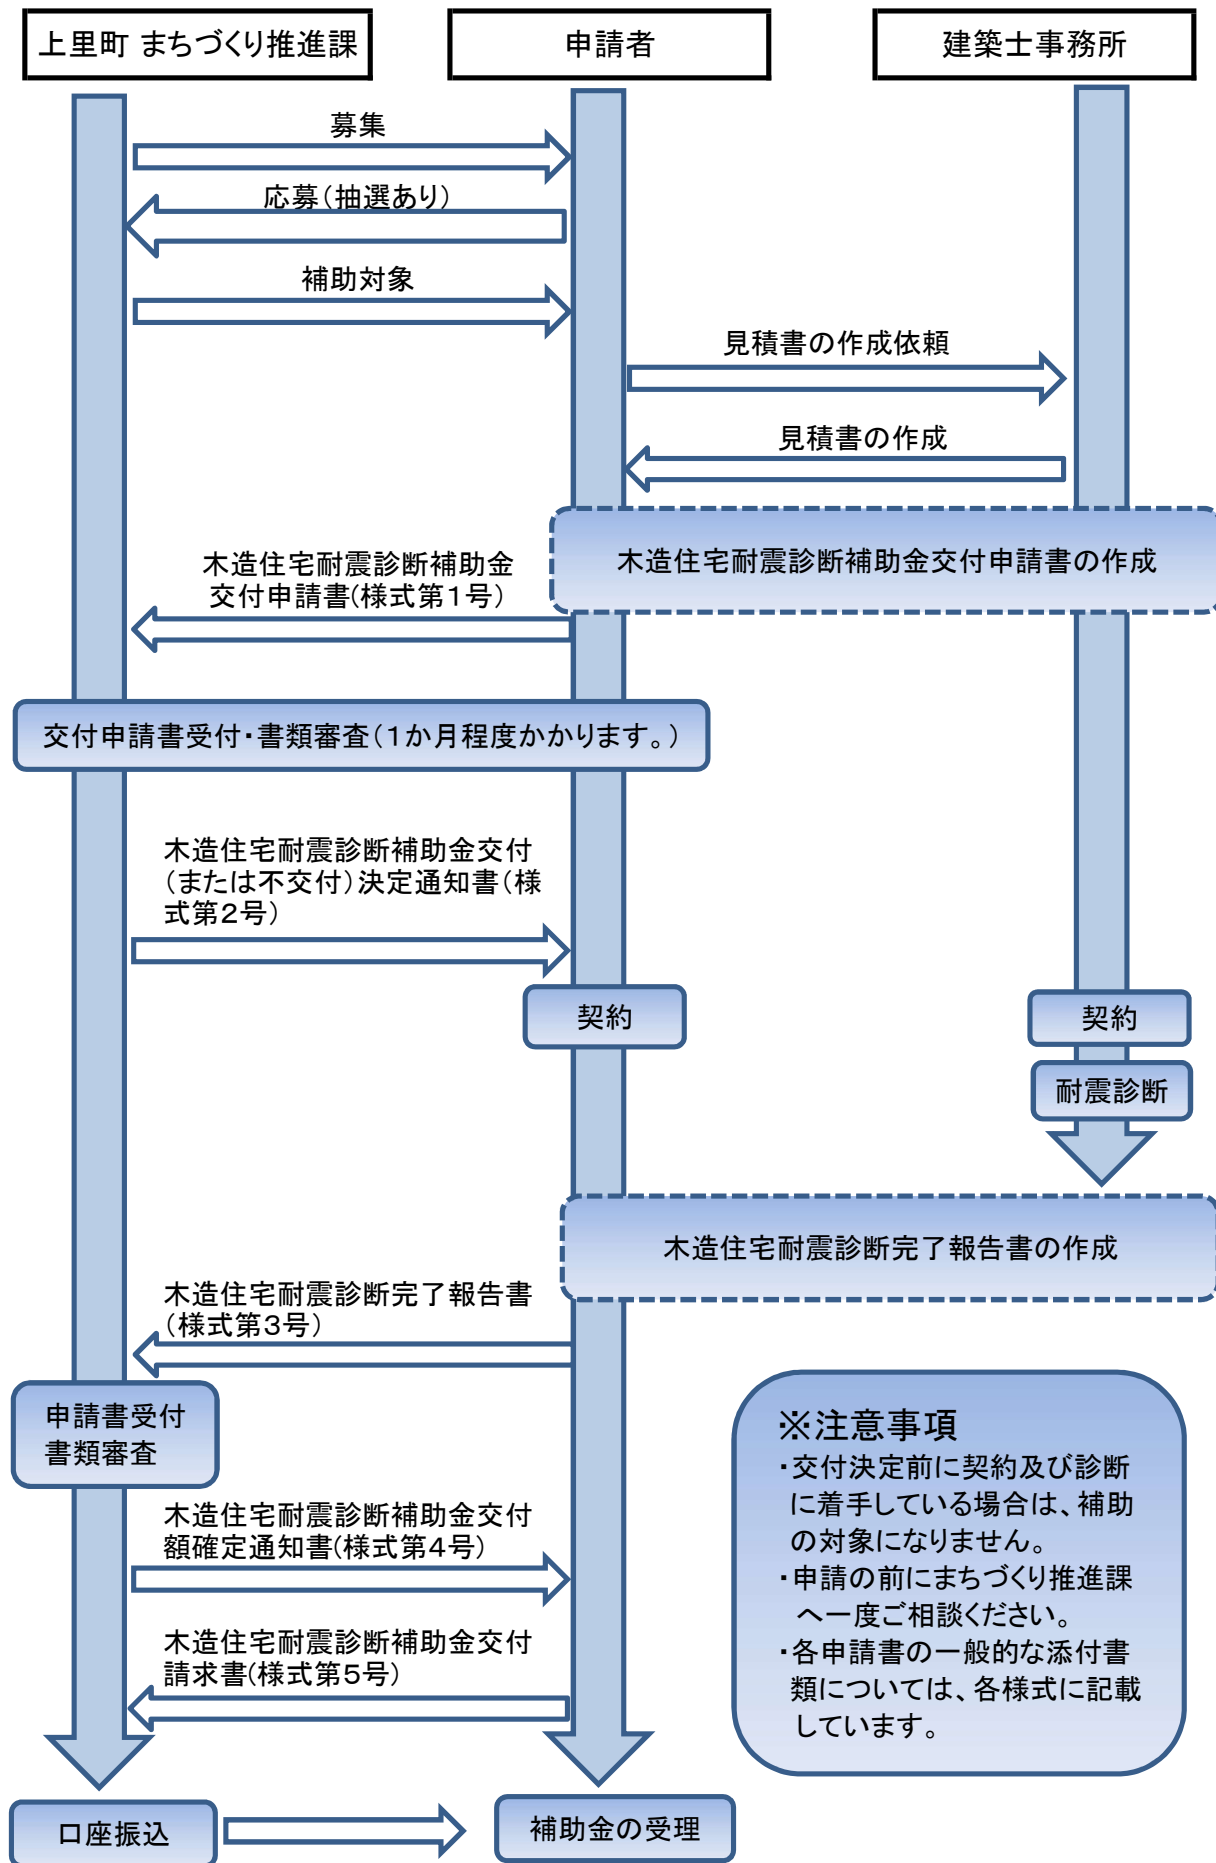 上里町 まちづくり推進課
申請者
建築士事務所
募集
応募(抽選あり)
補助対象
見積書の作成依頼
見積書の作成
木造住宅耐震診断補助金交付申請書の作成
木造住宅耐震診断補助金
交付申請書(様式第1号)
交付申請書受付・書類審査(1か月程度かかります。)
木造住宅耐震診断補助金交付
(または不交付)決定通知書(様
式第2号)
契約
契約
耐震診断
木造住宅耐震診断完了報告書の作成
木造住宅耐震診断完了報告書
(様式第3号)
申請書受付
書類審査
木造住宅耐震診断補助金交付
額確定通知書(様式第4号)
木造住宅耐震診断補助金交付
請求書(様式第5号)
※注意事項
・交付決定前に契約及び診断
に着手している場合は、補助
の対象になりません。
・申請の前にまちづくり推進課
へ一度ご相談ください。
・各申請書の一般的な添付書
類については、各様式に記載
しています。
口座振込
補助金の受理